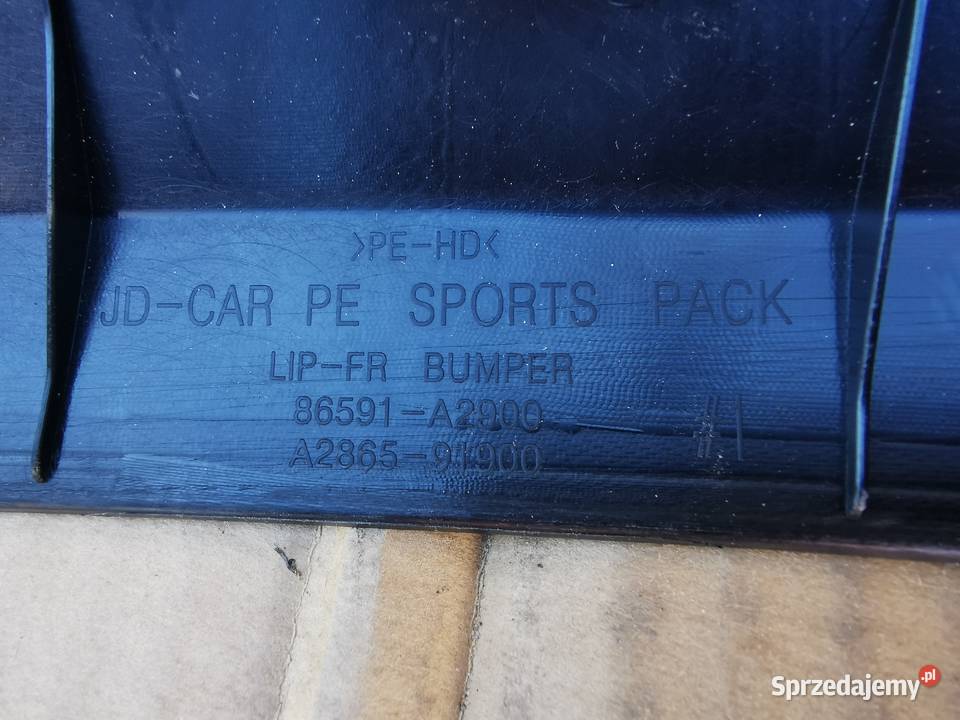 >PE-HD<
JD-CAR PE SPORTS PACK
LIP-FR BUMPER
86591-A2900
A2865-91900
#1
Sprzedajemy.pl